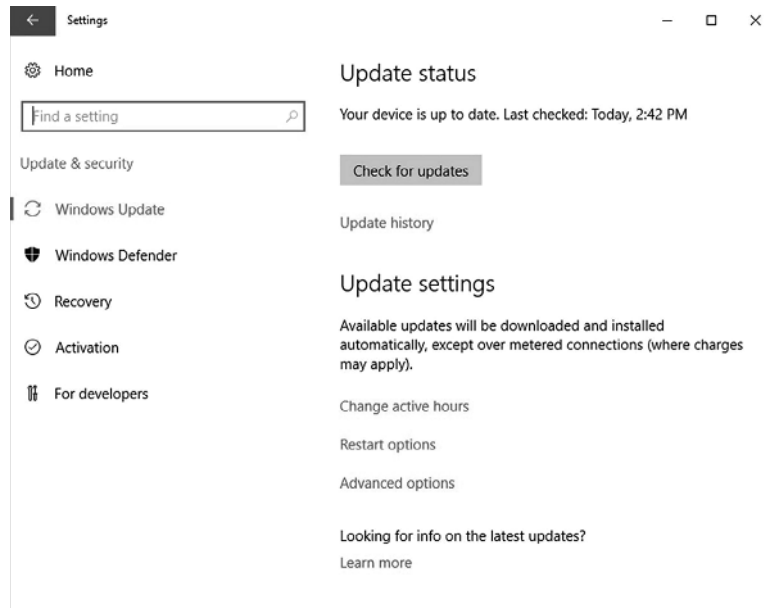 Settings
Home
Find a setting
Update & security
Windows Update
Windows Defender
Recovery
Activation
For developers
Update status
Your device is up to date. Last checked: Today, 2:42 PM
Check for updates
Update history
Update settings
Available updates will be downloaded and installed
automatically, except over metered connections (where charges
may apply).
Change active hours
Restart options
Advanced options
Looking for info on the latest updates?
Learn more